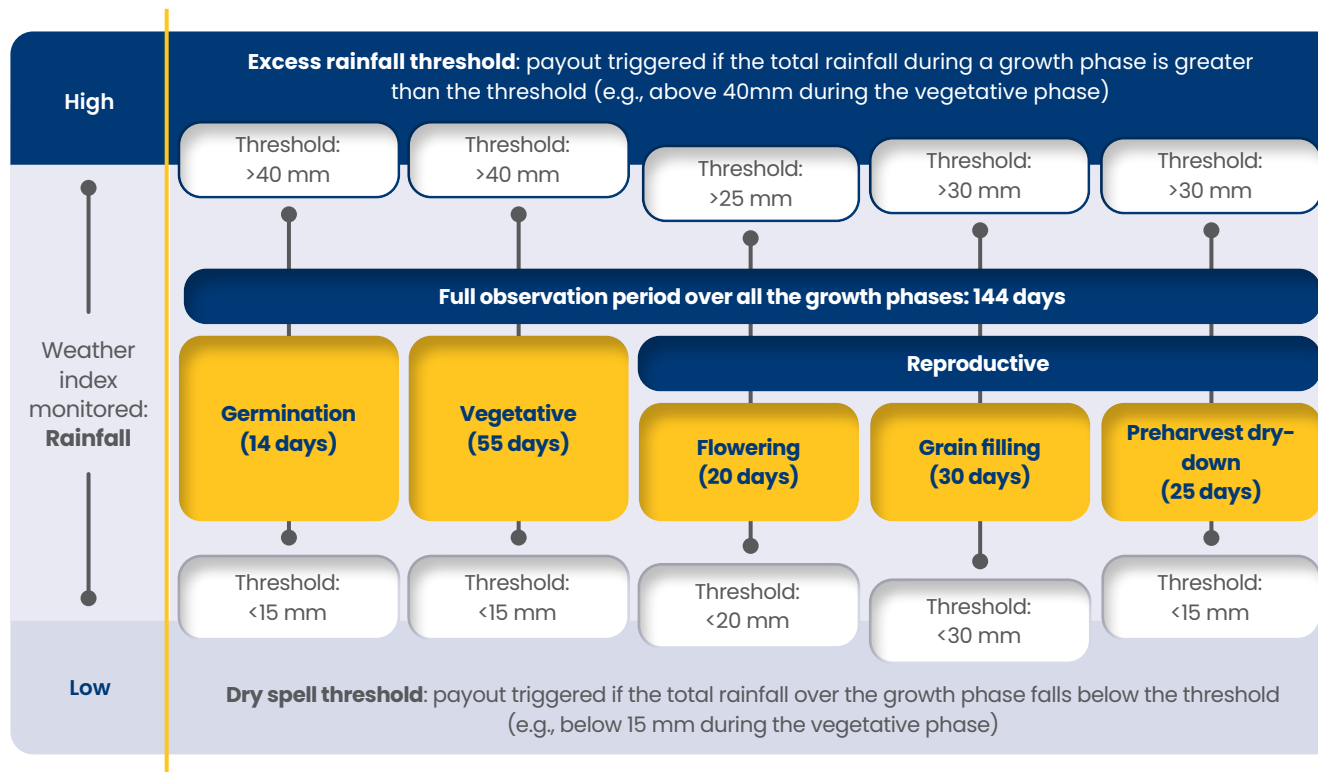 High
Excess rainfall threshold: payout triggered if the total rainfall during a growth phase is greater
than the threshold (e.g., above 40mm during the vegetative phase)
Threshold:
>40 mm
Threshold:
>40 mm
Threshold:
>25 mm
Threshold:
>30 mm
Threshold:
>30 mm
Full observation period over all the growth phases: 144 days
Weather
index
monitored:
Rainfall
Reproductive
Germination
(14 days)
Vegetative
(55 days)
Flowering
(20 days)
Grain filling
(30 days)
Preharvest dry-
down
(25 days)
Threshold:
<15 mm
Threshold:
<15 mm
Threshold:
<20 mm
Threshold:
<30 mm
Threshold:
<15 mm
Low
Dry spell threshold: payout triggered if the total rainfall over the growth phase falls below the threshold
(e.g., below 15 mm during the vegetative phase)